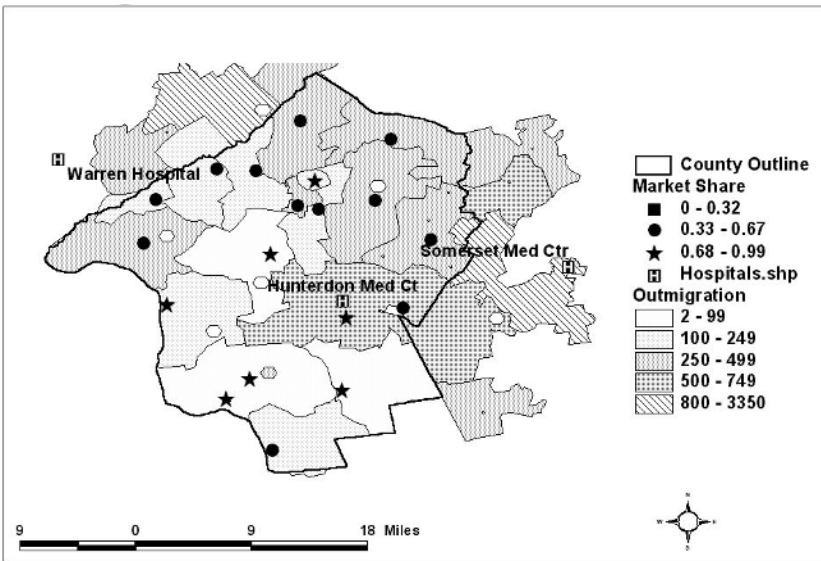 Warren Hospital
Somerset Med Ctr
Hunterdon Med Ct
H
H
H
County Outline
Market Share
0 - 0.32
0.33 - 0.67
0.68 - 0.99
H Hospitals.shp
Outmigration
2 - 99
100 - 249
250 - 499
500 - 749
800 - 3350
N
W E
S
9 0 9 18 Miles